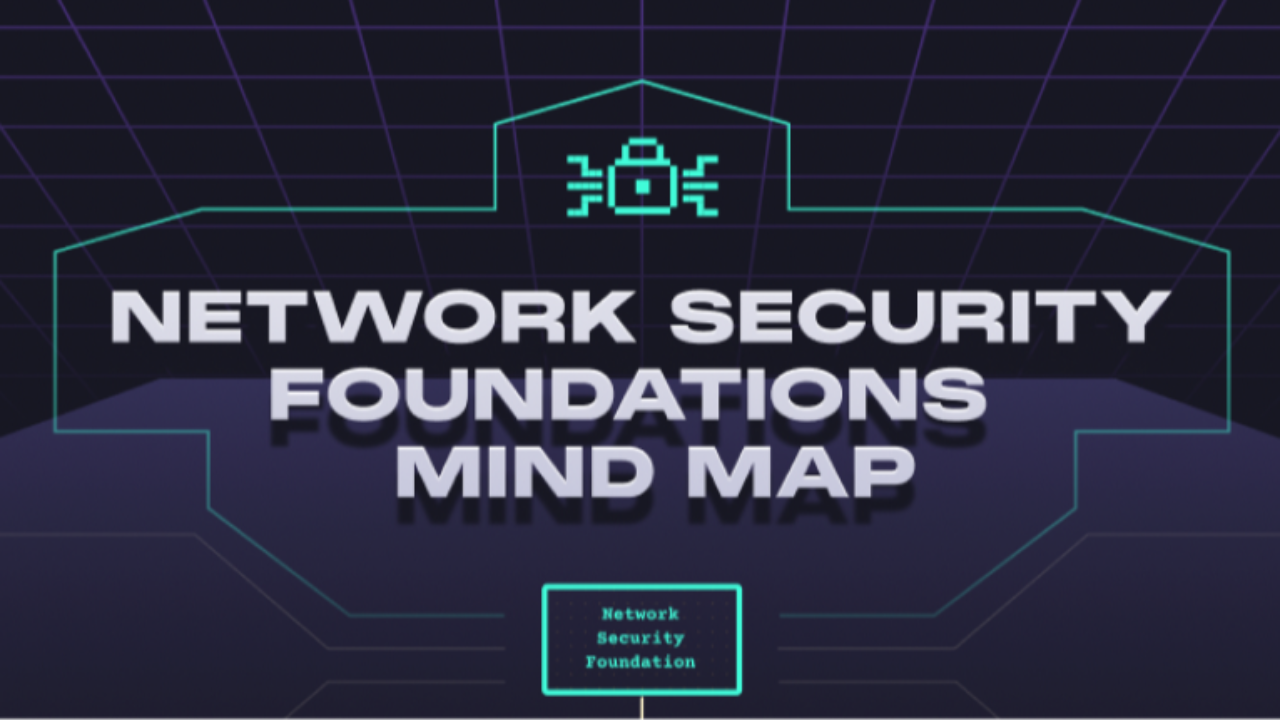 NETWORK SECURITY
FOUNDATIONS
MIND MAP
Network
Security
Foundation